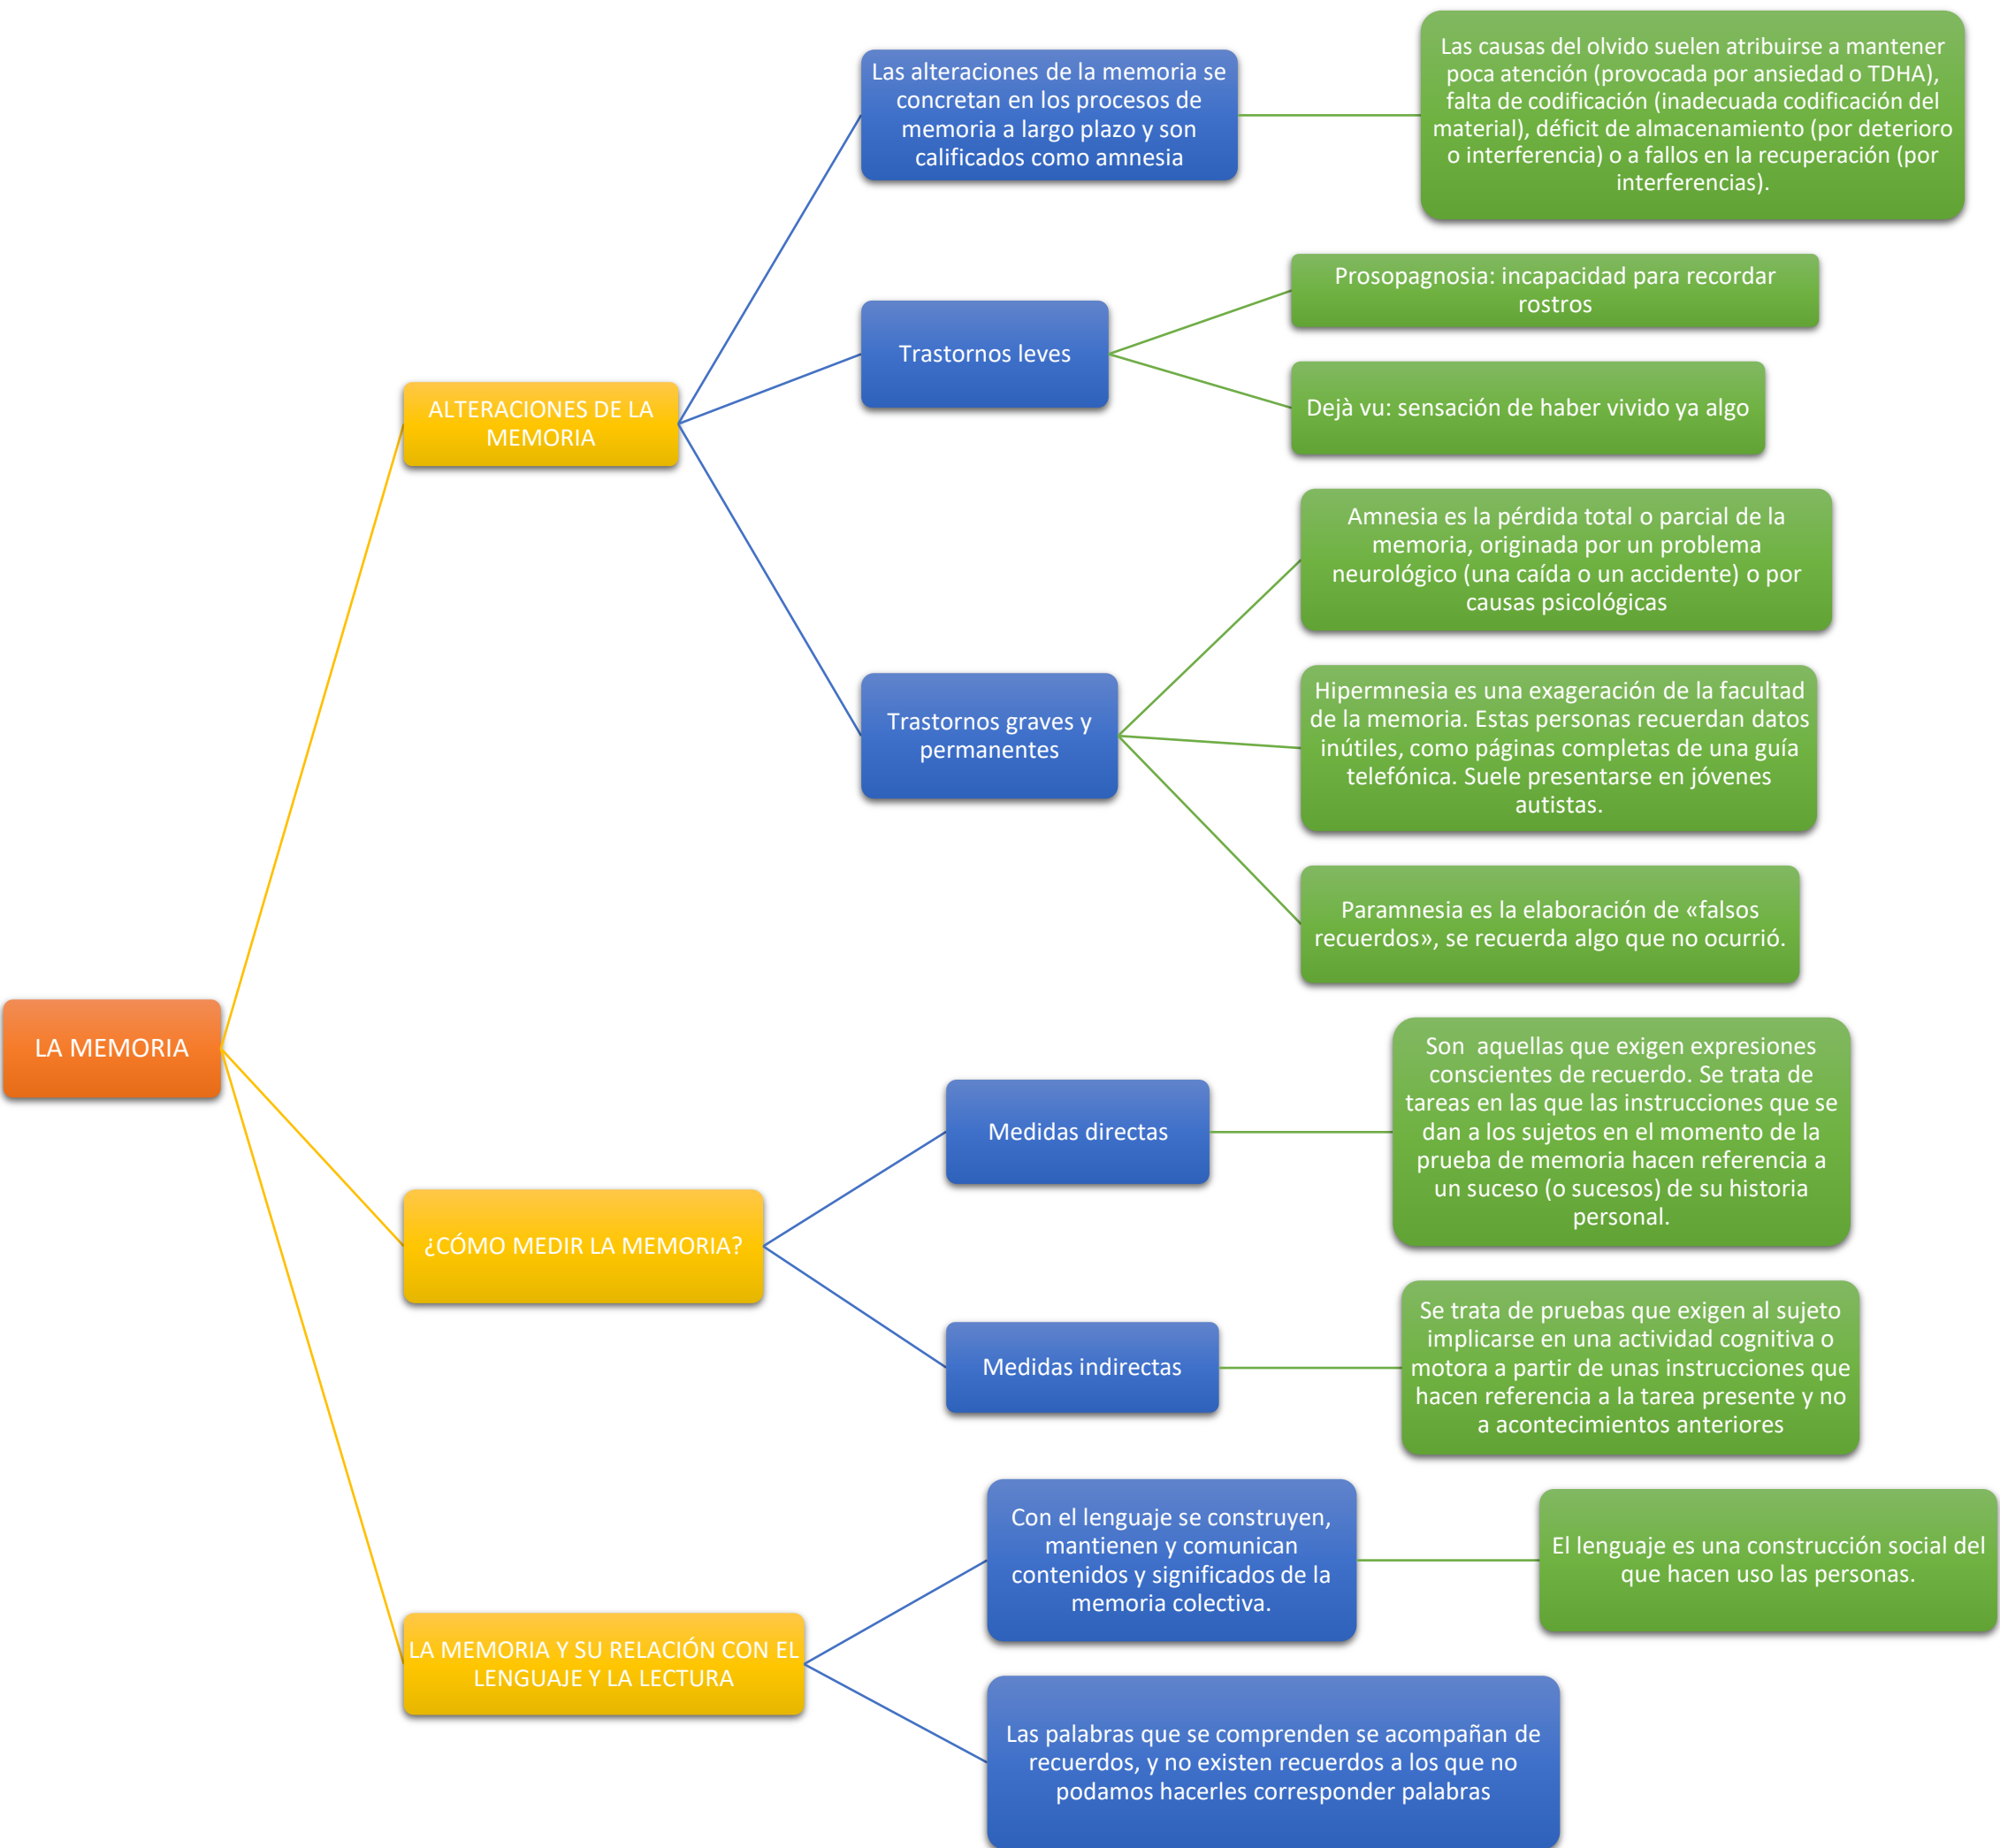 LA MEMORIA
ALTERACIONES DE LA
MEMORIA
Las alteraciones de la memoria se
concretan en los procesos de
memoria a largo plazo y son
calificados como amnesia
Las causas del olvido suelen atribuirse a mantener
poca atención (provocada por ansiedad o TDHA),
falta de codificación (inadecuada codificación del
material), déficit de almacenamiento (por deterioro
o interferencia) o a fallos en la recuperación (por
interferencias).
Trastornos leves
Prosopagnosia: incapacidad para recordar
rostros
Dejà vu: sensación de haber vivido ya algo
Trastornos graves y
permanentes
Amnesia es la pérdida total o parcial de la
memoria, originada por un problema
neurológico (una caída o un accidente) o por
causas psicológicas
Hipermnesia es una exageración de la facultad
de la memoria. Estas personas recuerdan datos
inútiles, como páginas completas de una guía
telefónica. Suele presentarse en jóvenes
autistas.
Paramnesia es la elaboración de «falsos
recuerdos», se recuerda algo que no ocurrió.
¿CÓMO MEDIR LA MEMORIA?
Medidas directas
Son aquellas que exigen expresiones
conscientes de recuerdo. Se trata de
tareas en las que las instrucciones que se
dan a los sujetos en el momento de la
prueba de memoria hacen referencia a
un suceso (o sucesos) de su historia
personal.
Medidas indirectas
Se trata de pruebas que exigen al sujeto
implicarse en una actividad cognitiva o
motora a partir de unas instrucciones que
hacen referencia a la tarea presente y no
a acontecimientos anteriores
LA MEMORIA Y SU RELACIÓN CON EL
LENGUAJE Y LA LECTURA
Con el lenguaje se construyen,
mantienen y comunican
contenidos y significados de la
memoria colectiva.
El lenguaje es una construcción social del
que hacen uso las personas.
Las palabras que se comprenden se acompañan de
recuerdos, y no existen recuerdos a los que no
podamos hacerles corresponder palabras